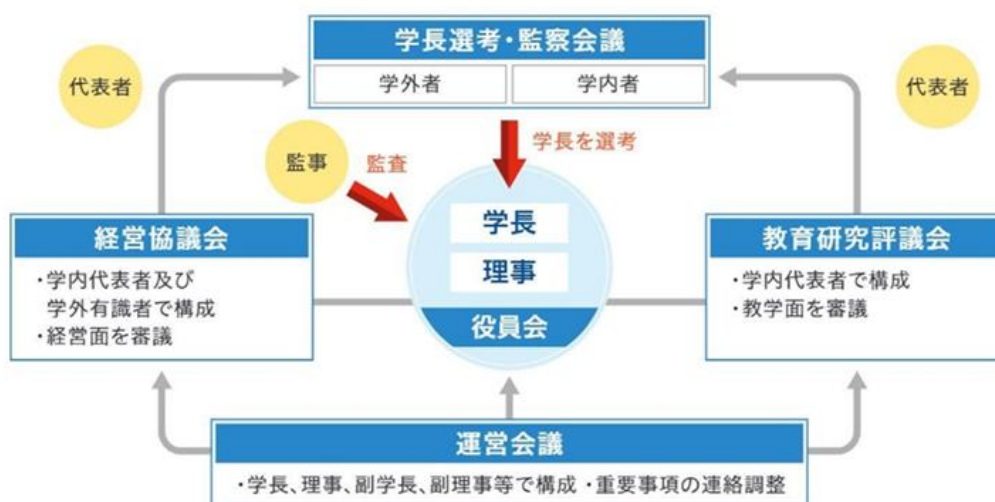 学長選考・監察会議
学外者
学内者
代表者
代表者
監事
監査
学長を選考
学長
理事
役員会
経営協議会
・学内代表者及び
学外有識者で構成
・経営面を審議
教育研究評議会
・学内代表者で構成
・教学面を審議
運営会議
・学長、理事、副学長、副理事等で構成 ・重要事項の連絡調整